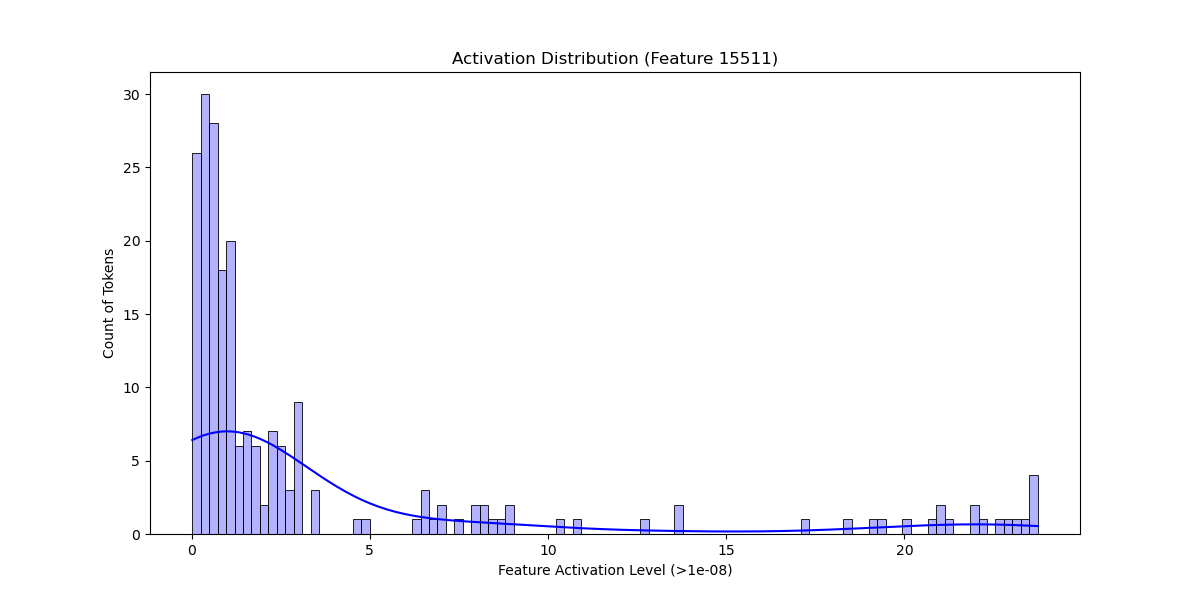 Activation Distribution (Feature 15511)
30
25
20
15
10
5
0
Count of Tokens
0 5 10 15 20
Feature Activation Level (>1e-08)